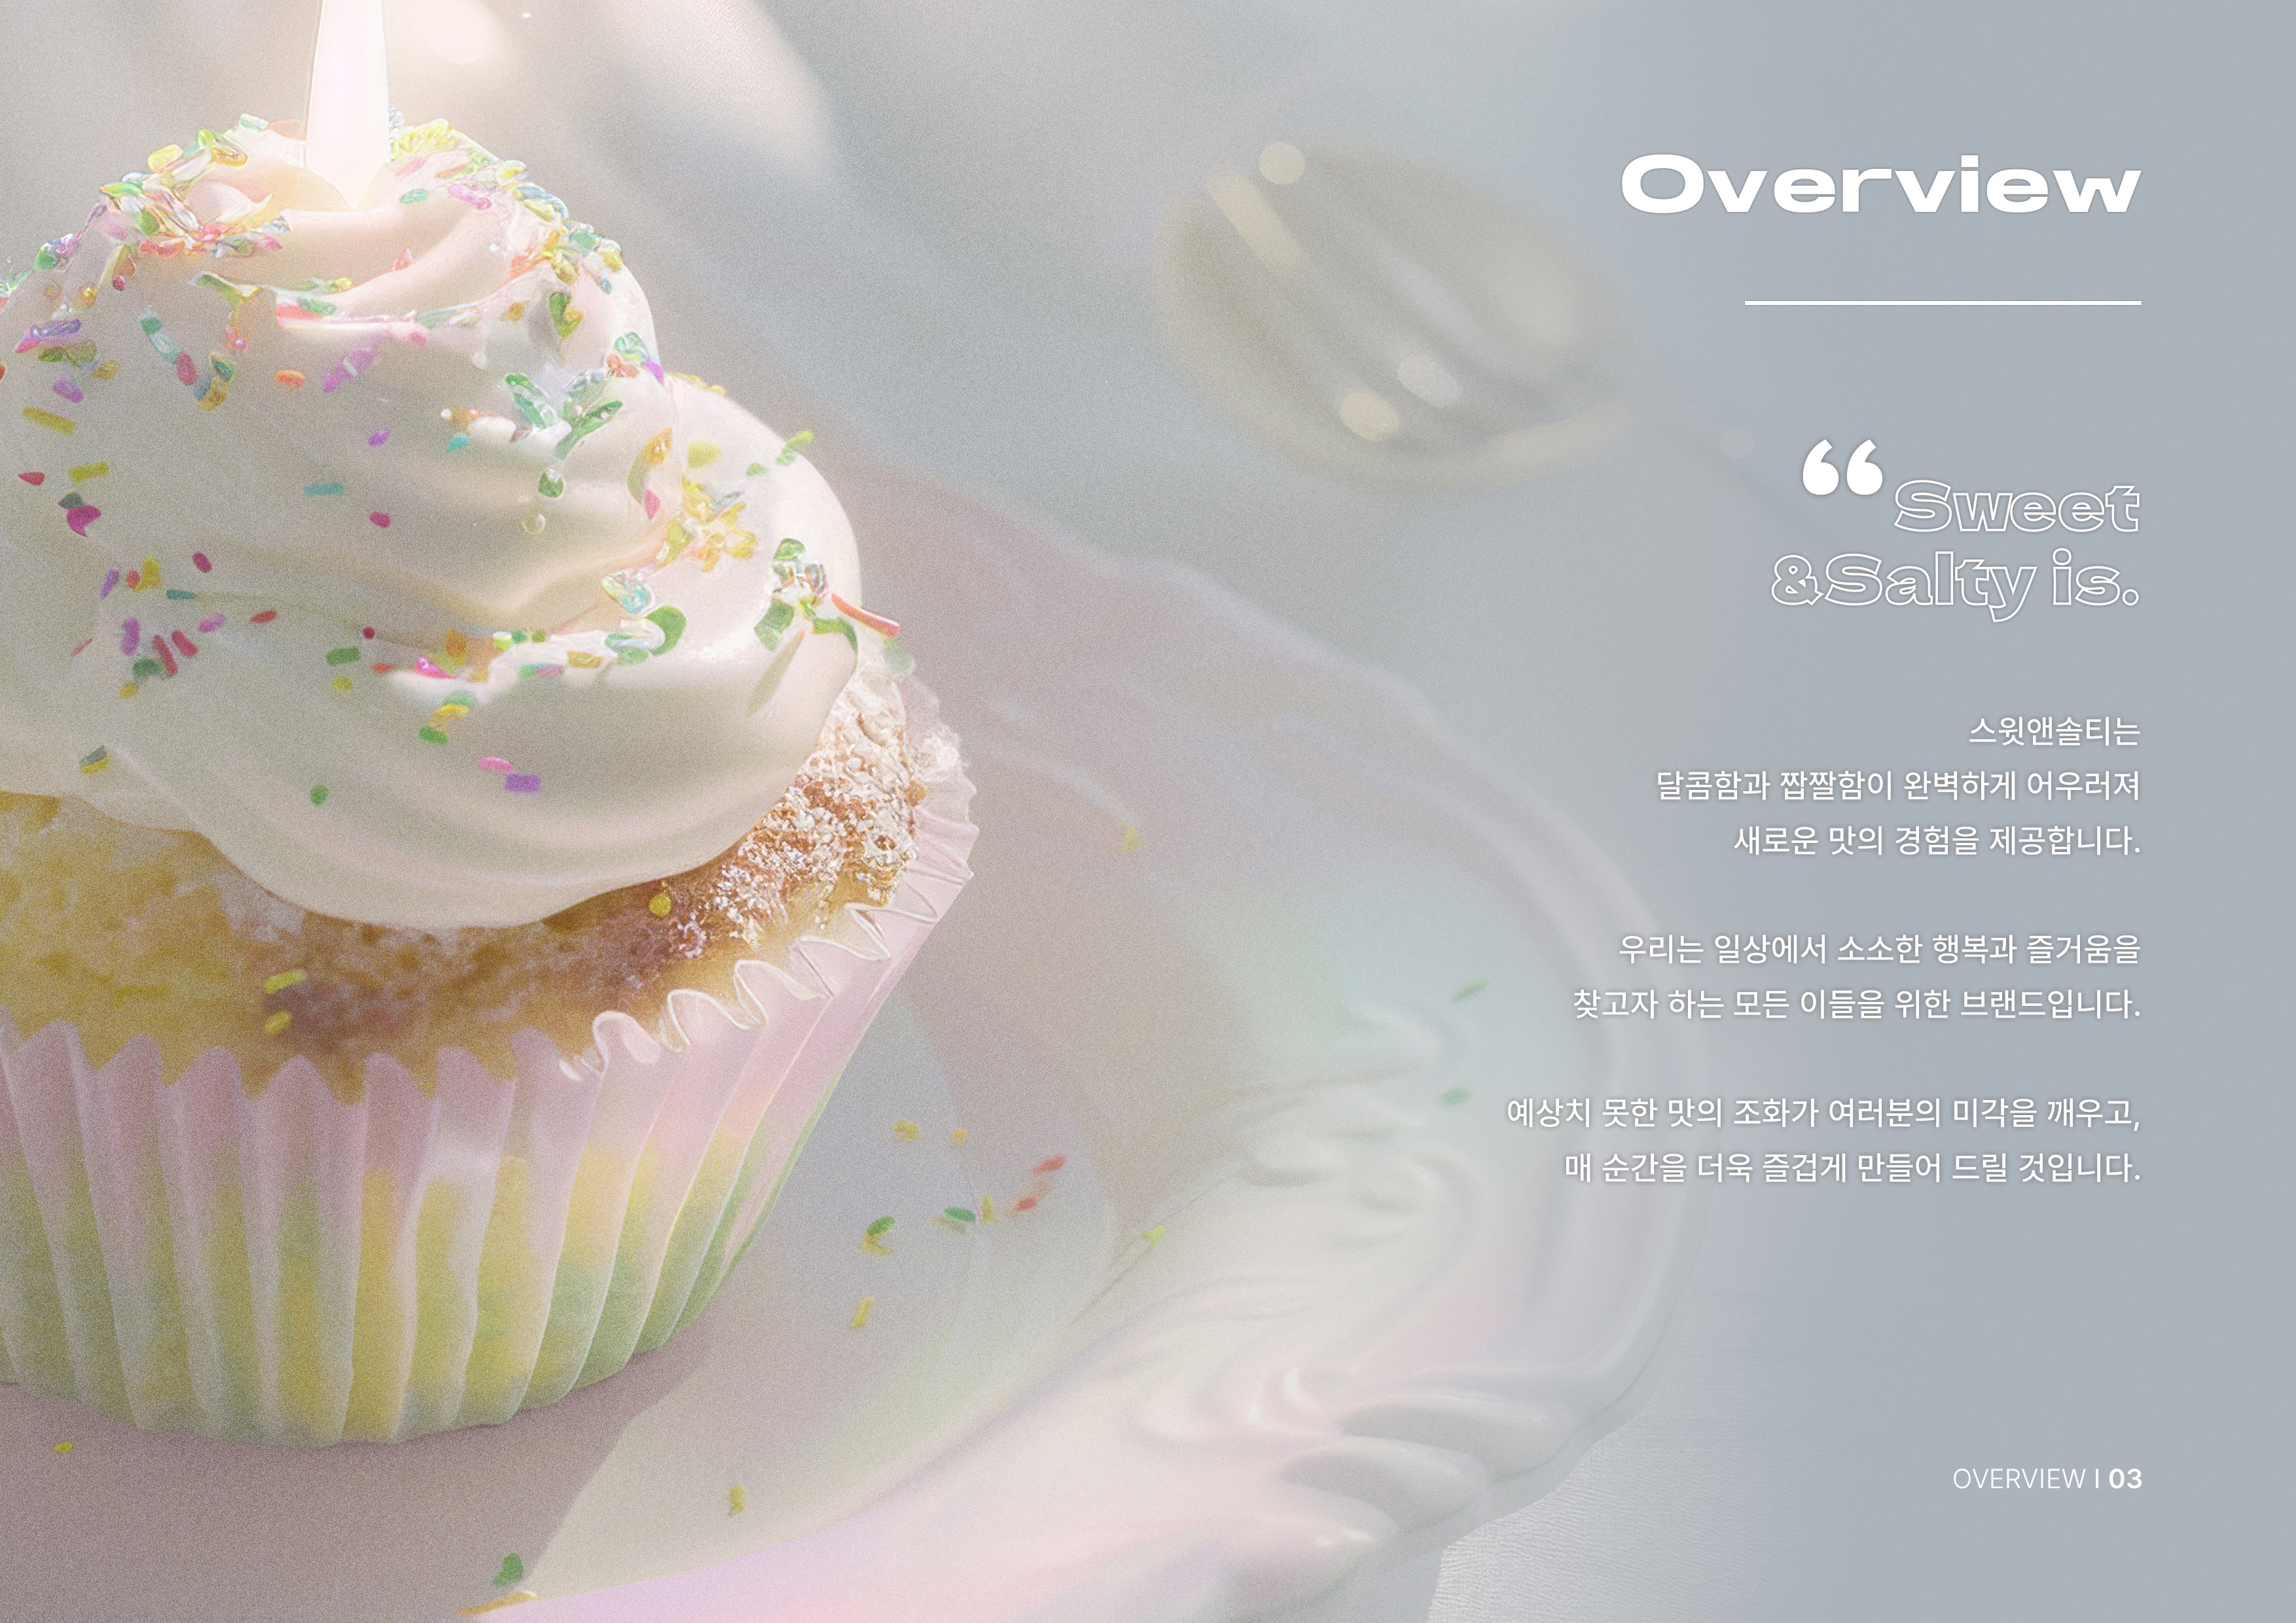 Overview
“Sweet
&Salty is.
스윗앤솔티는
달콤함과 짭짤함이 완벽하게 어우러져
새로운 맛의 경험을 제공합니다.
우리는 일상에서 소소한 행복과 즐거움을
찾고자 하는 모든 이들을 위한 브랜드입니다.
예상치 못한 맛의 조화가 여러분의 미각을 깨우고,
매 순간을 더욱 즐겁게 만들어 드릴 것입니다.
OVERVIEW | 03